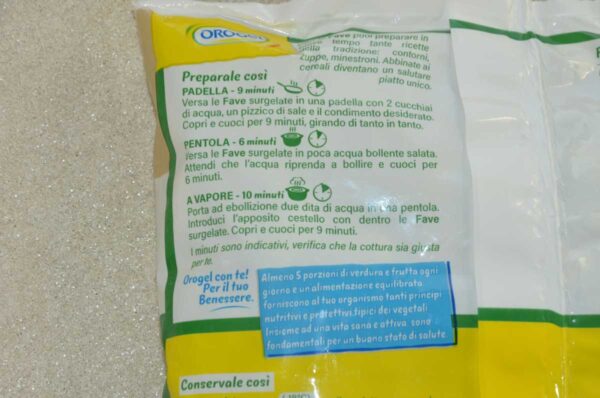 OROGEL
Fave puoi preparare in
tempo tante ricette
della tradizione: contorni,
zuppe, minestroni. Abbinate ai
cereali diventano un salutare
piatto unico.
Preparale così
PADELLA - 9 minuti
Versa le Fave surgelate in una padella con 2 cucchiai
di acqua, un pizzico di sale e il condimento desiderato.
Copri e cuoci per 9 minuti, girando di tanto in tanto.
PENTOLA - 6 minuti
Versa le Fave surgelate in poca acqua bollente salata.
Attendi che l'acqua riprenda a bollire e cuoci per
6 minuti.
A VAPORE - 10 minuti
Porta ad ebollizione due dita di acqua in una pentola.
Introduci l'apposito cestello con dentro le Fave
surgelate. Copri e cuoci per 9 minuti.
I minuti sono indicativi, verifica che la cottura sia giusta
per te.
Orogel con te!
Per il tuo
Benessere.
Almeno 5 porzioni di verdura e frutta ogni
giorno e un alimentazione equilibrata
forniscono al tuo organismo tanti principi
nutritivi e protettivi tipici dei vegetali
Insieme ad una vita sana e attiva sono
fondamentali per un buono stato di salute
Conservale così